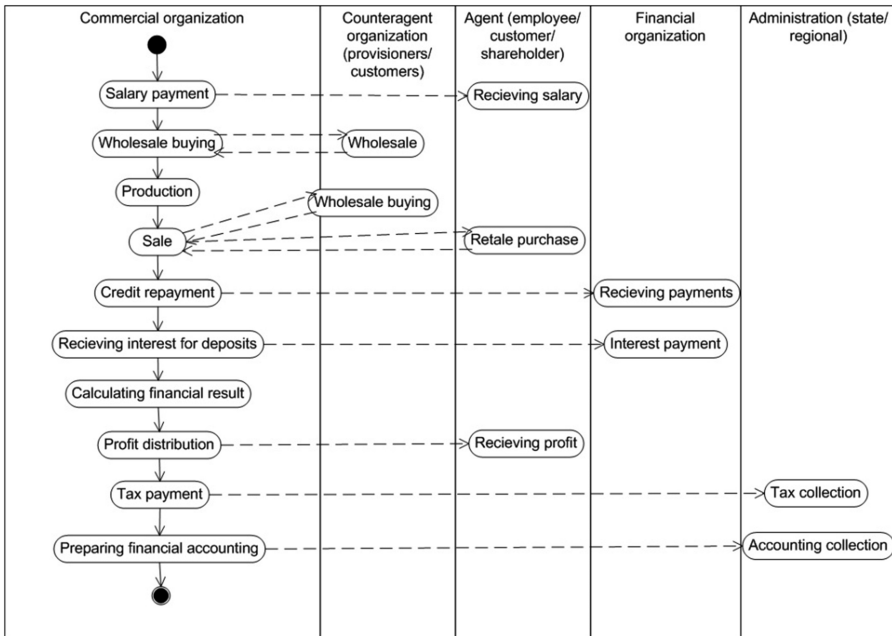 Commercial organization
Counteragent
organization
(provisioners/
customers)
Agent (employee/
customer/
shareholder)
Financial
organization
Administration (state/
regional)
Salary payment
Recieving salary
Wholesale buying
Wholesale
Production
Wholesale buying
Sale
Retale purchase
Credit repayment
Recieving payments
Recieving interest for deposits
Interest payment
Calculating financial result
Profit distribution
Recieving profit
Tax payment
Tax collection
Preparing financial accounting
Accounting collection